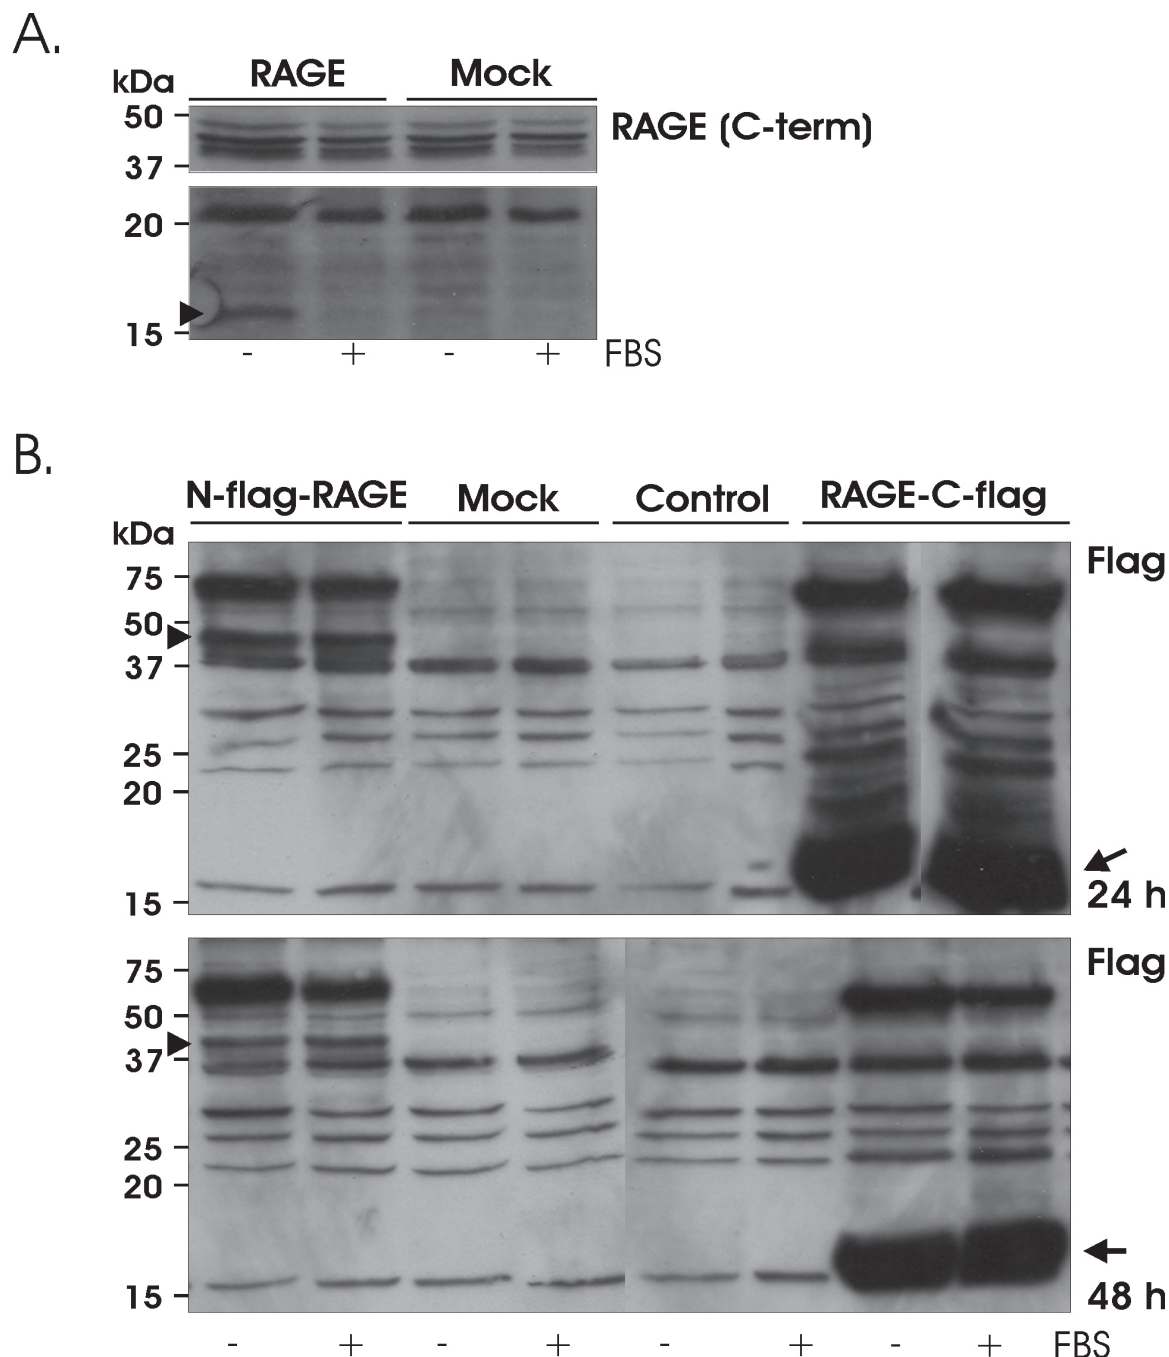 A.
kDa RAGE Mock
50
RAGE (C-term)
37
20
15
- + - + FBS
B.
N-flag-RAGE Mock Control RAGE-C-flag
kDa
Flag
75
50
37
25
20
15
24 h
Flag
75
50
37
25
20
15
48 h
- + - + - + - + FBS